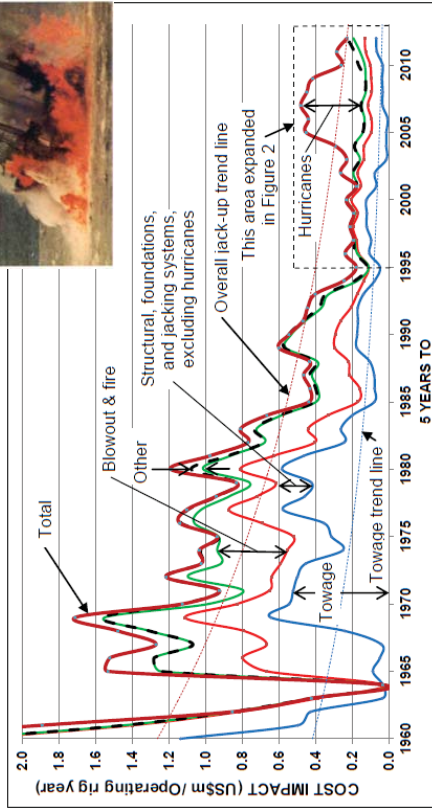 Total
Blowout & fire
Other
Structural, foundations,
and jacking systems,
excluding hurricanes
Overall jack-up trend line
This area expanded
in Figure 2
Hurricanes
Towage
Towage trend line
COST IMPACT (US$m /Operating rig year)
2.0
1.8
1.6
1.4
1.2
1.0
0.8
0.6
0.4
0.2
0.0
1960
1965
1970
1975
1980
1985
1990
1995
2000
2005
2010
5 YEARS TO